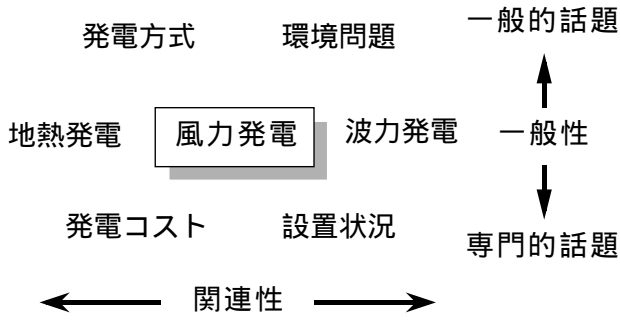 発電方式 環境問題 一般的話題
地熱発電 風力発電 波力発電 一般性
発電コスト 設置状況 専門的話題
関連性